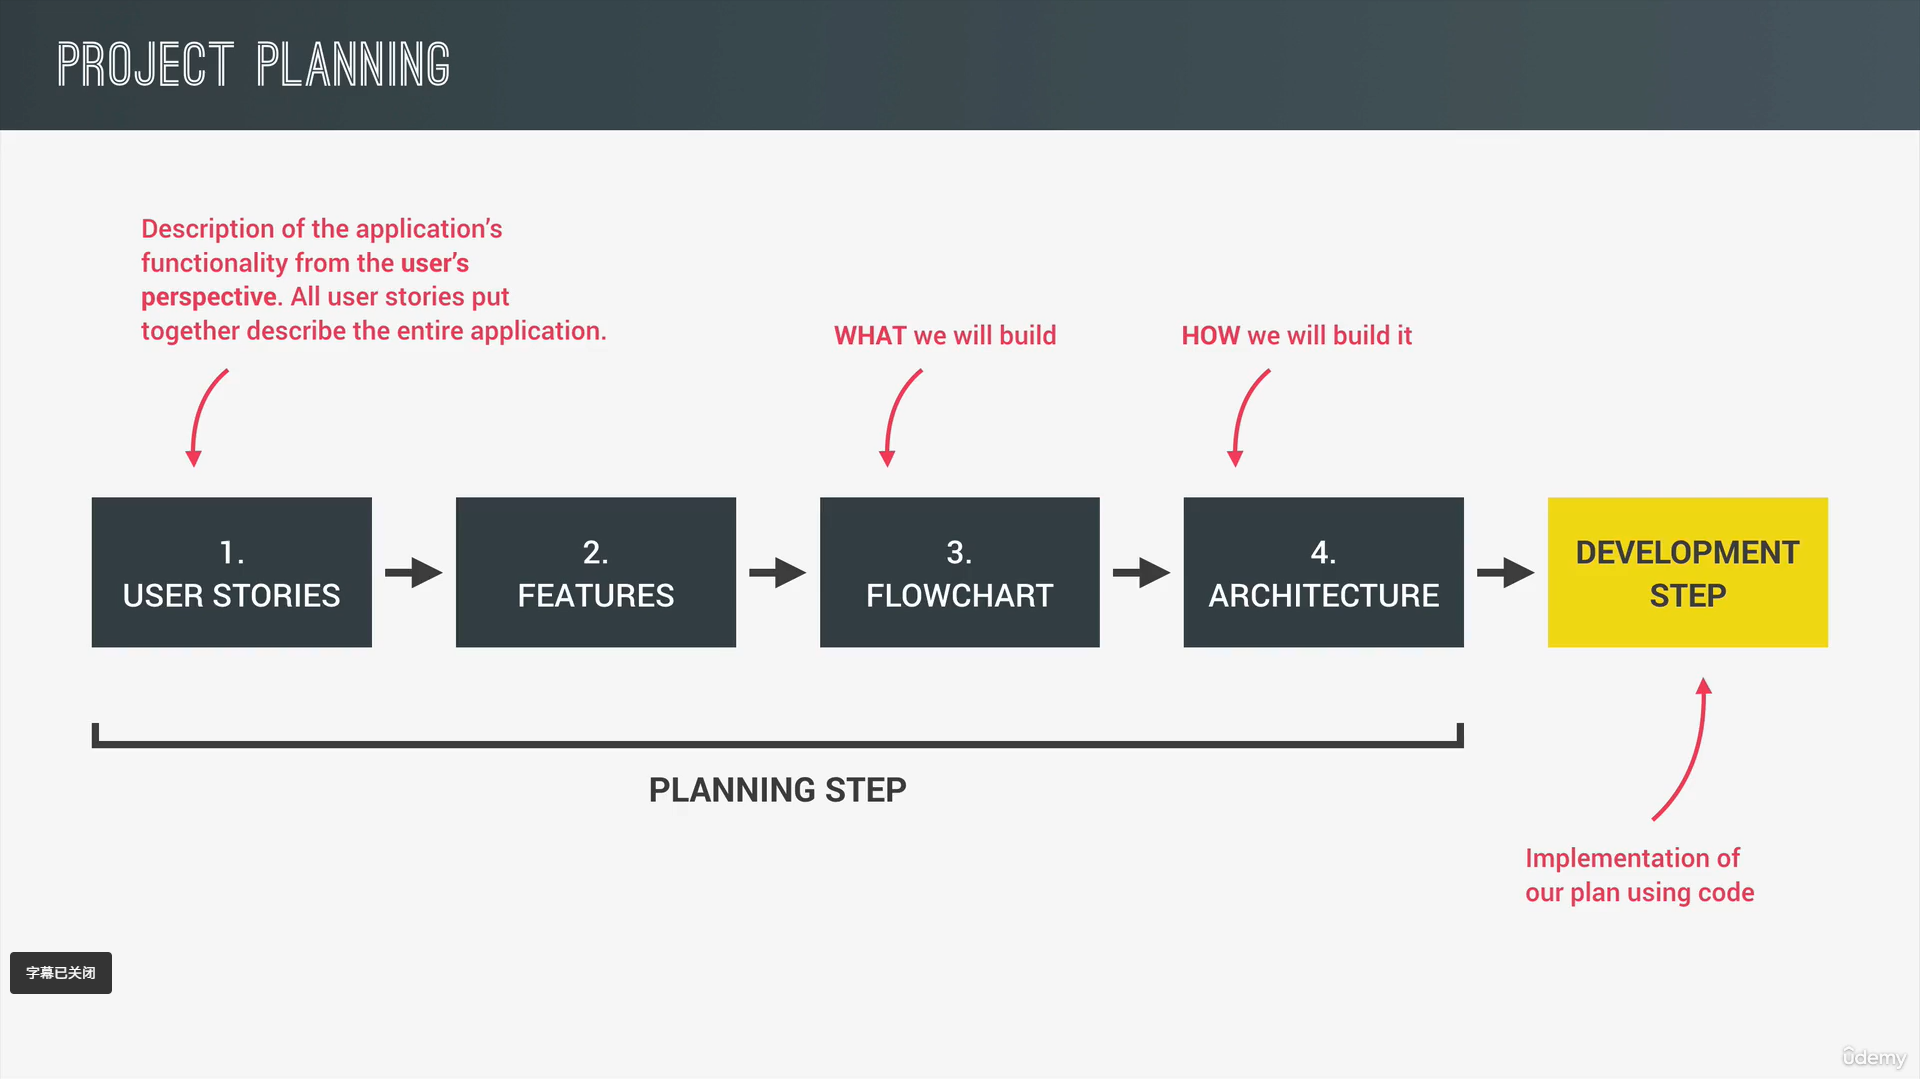 PROJECT PLANNING
Description of the application’s
functionality from the user’s
perspective. All user stories put
together describe the entire application.
WHAT we will build
HOW we will build it
1.
USER STORIES
2.
FEATURES
3.
FLOWCHART
4.
ARCHITECTURE
DEVELOPMENT
STEP
PLANNING STEP
Implementation of
our plan using code
字幕已关闭
ûdemy